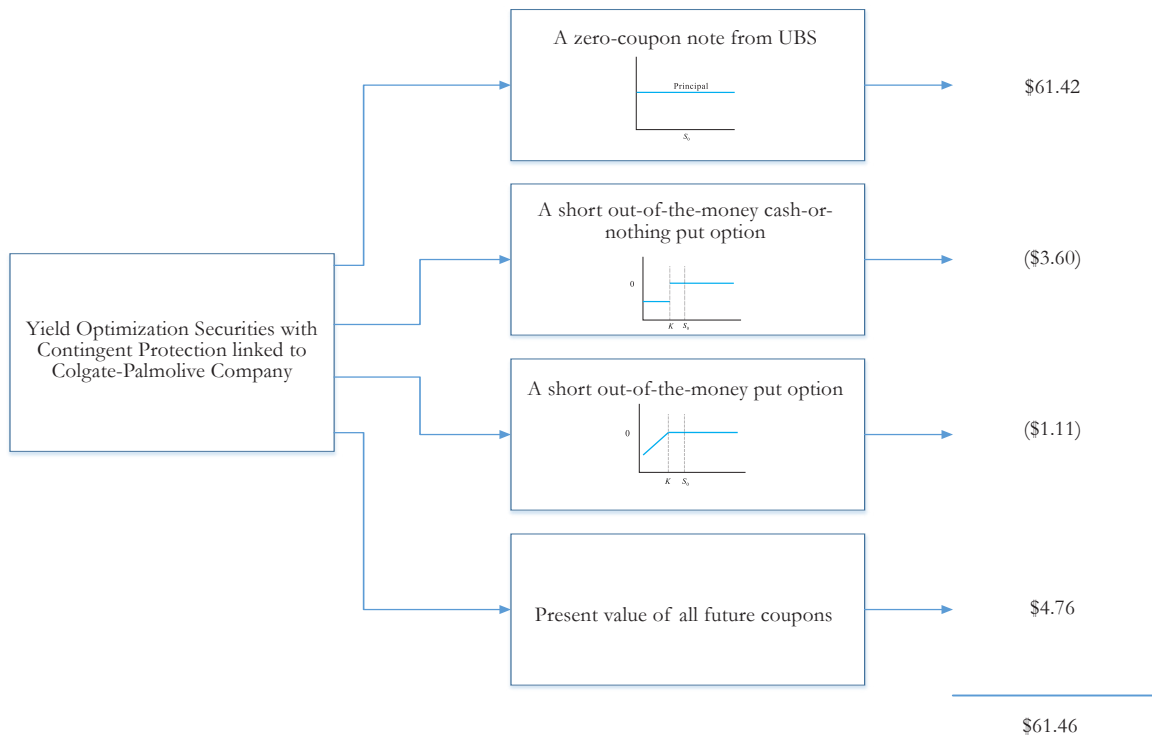 Yield Optimization Securities with
Contingent Protection linked to
Colgate-Palmolive Company
A zero-coupon note from UBS
Principal
S₀
$61.42
A short out-of-the-money cash-or-
nothing put option
0
K S₀
($3.60)
A short out-of-the-money put option
0
K S₀
($1.11)
Present value of all future coupons
$4.76
$61.46